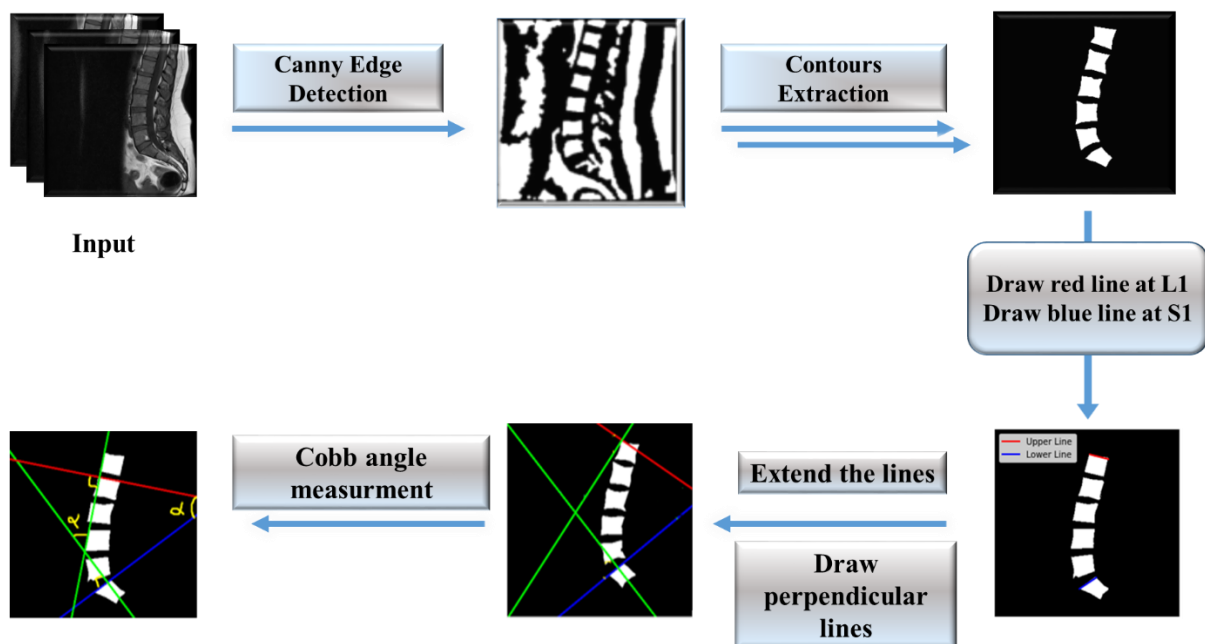 Canny Edge
Detection
Contours
Extraction
Input
Draw red line at L1
Draw blue line at S1
Upper Line
Lower Line
Extend the lines
Draw
perpendicular
lines
Cobb angle
measurment
α
α